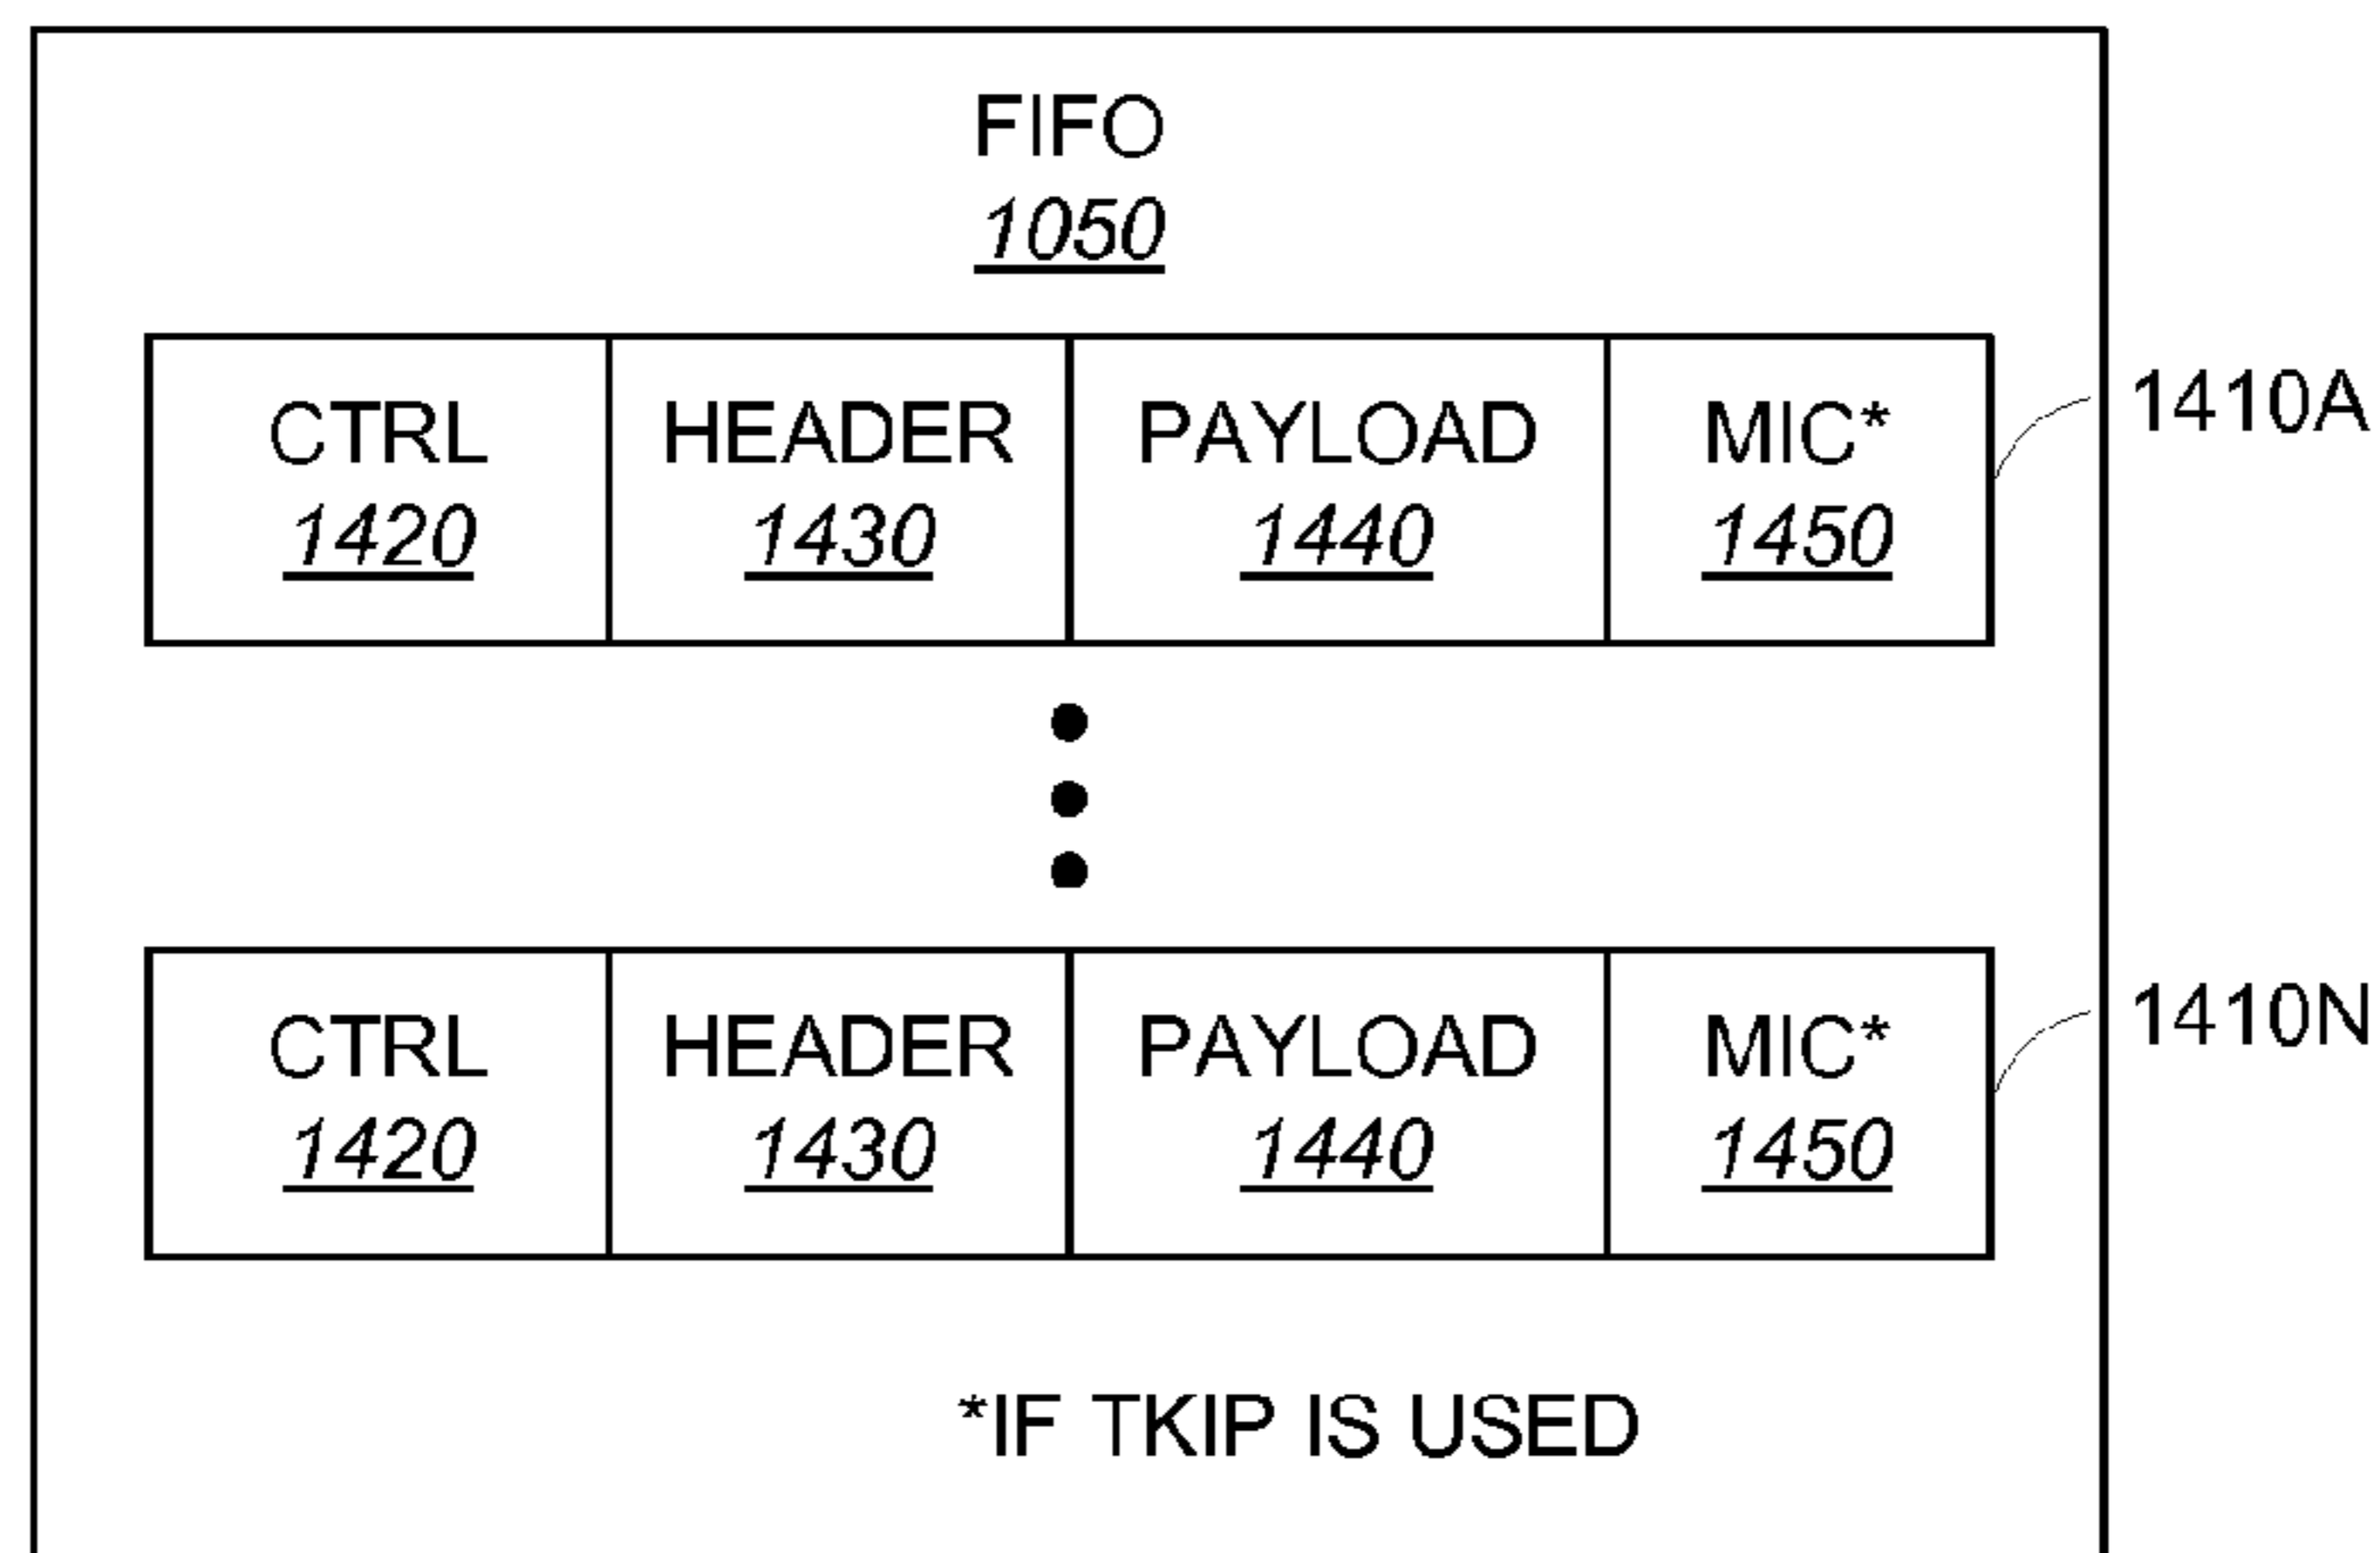 FIFO
1050
CTRL HEADER PAYLOAD MIC* 1410A
1420 1430 1440 1450
CTRL HEADER PAYLOAD MIC* 1410N
1420 1430 1440 1450
*IF TKIP IS USED